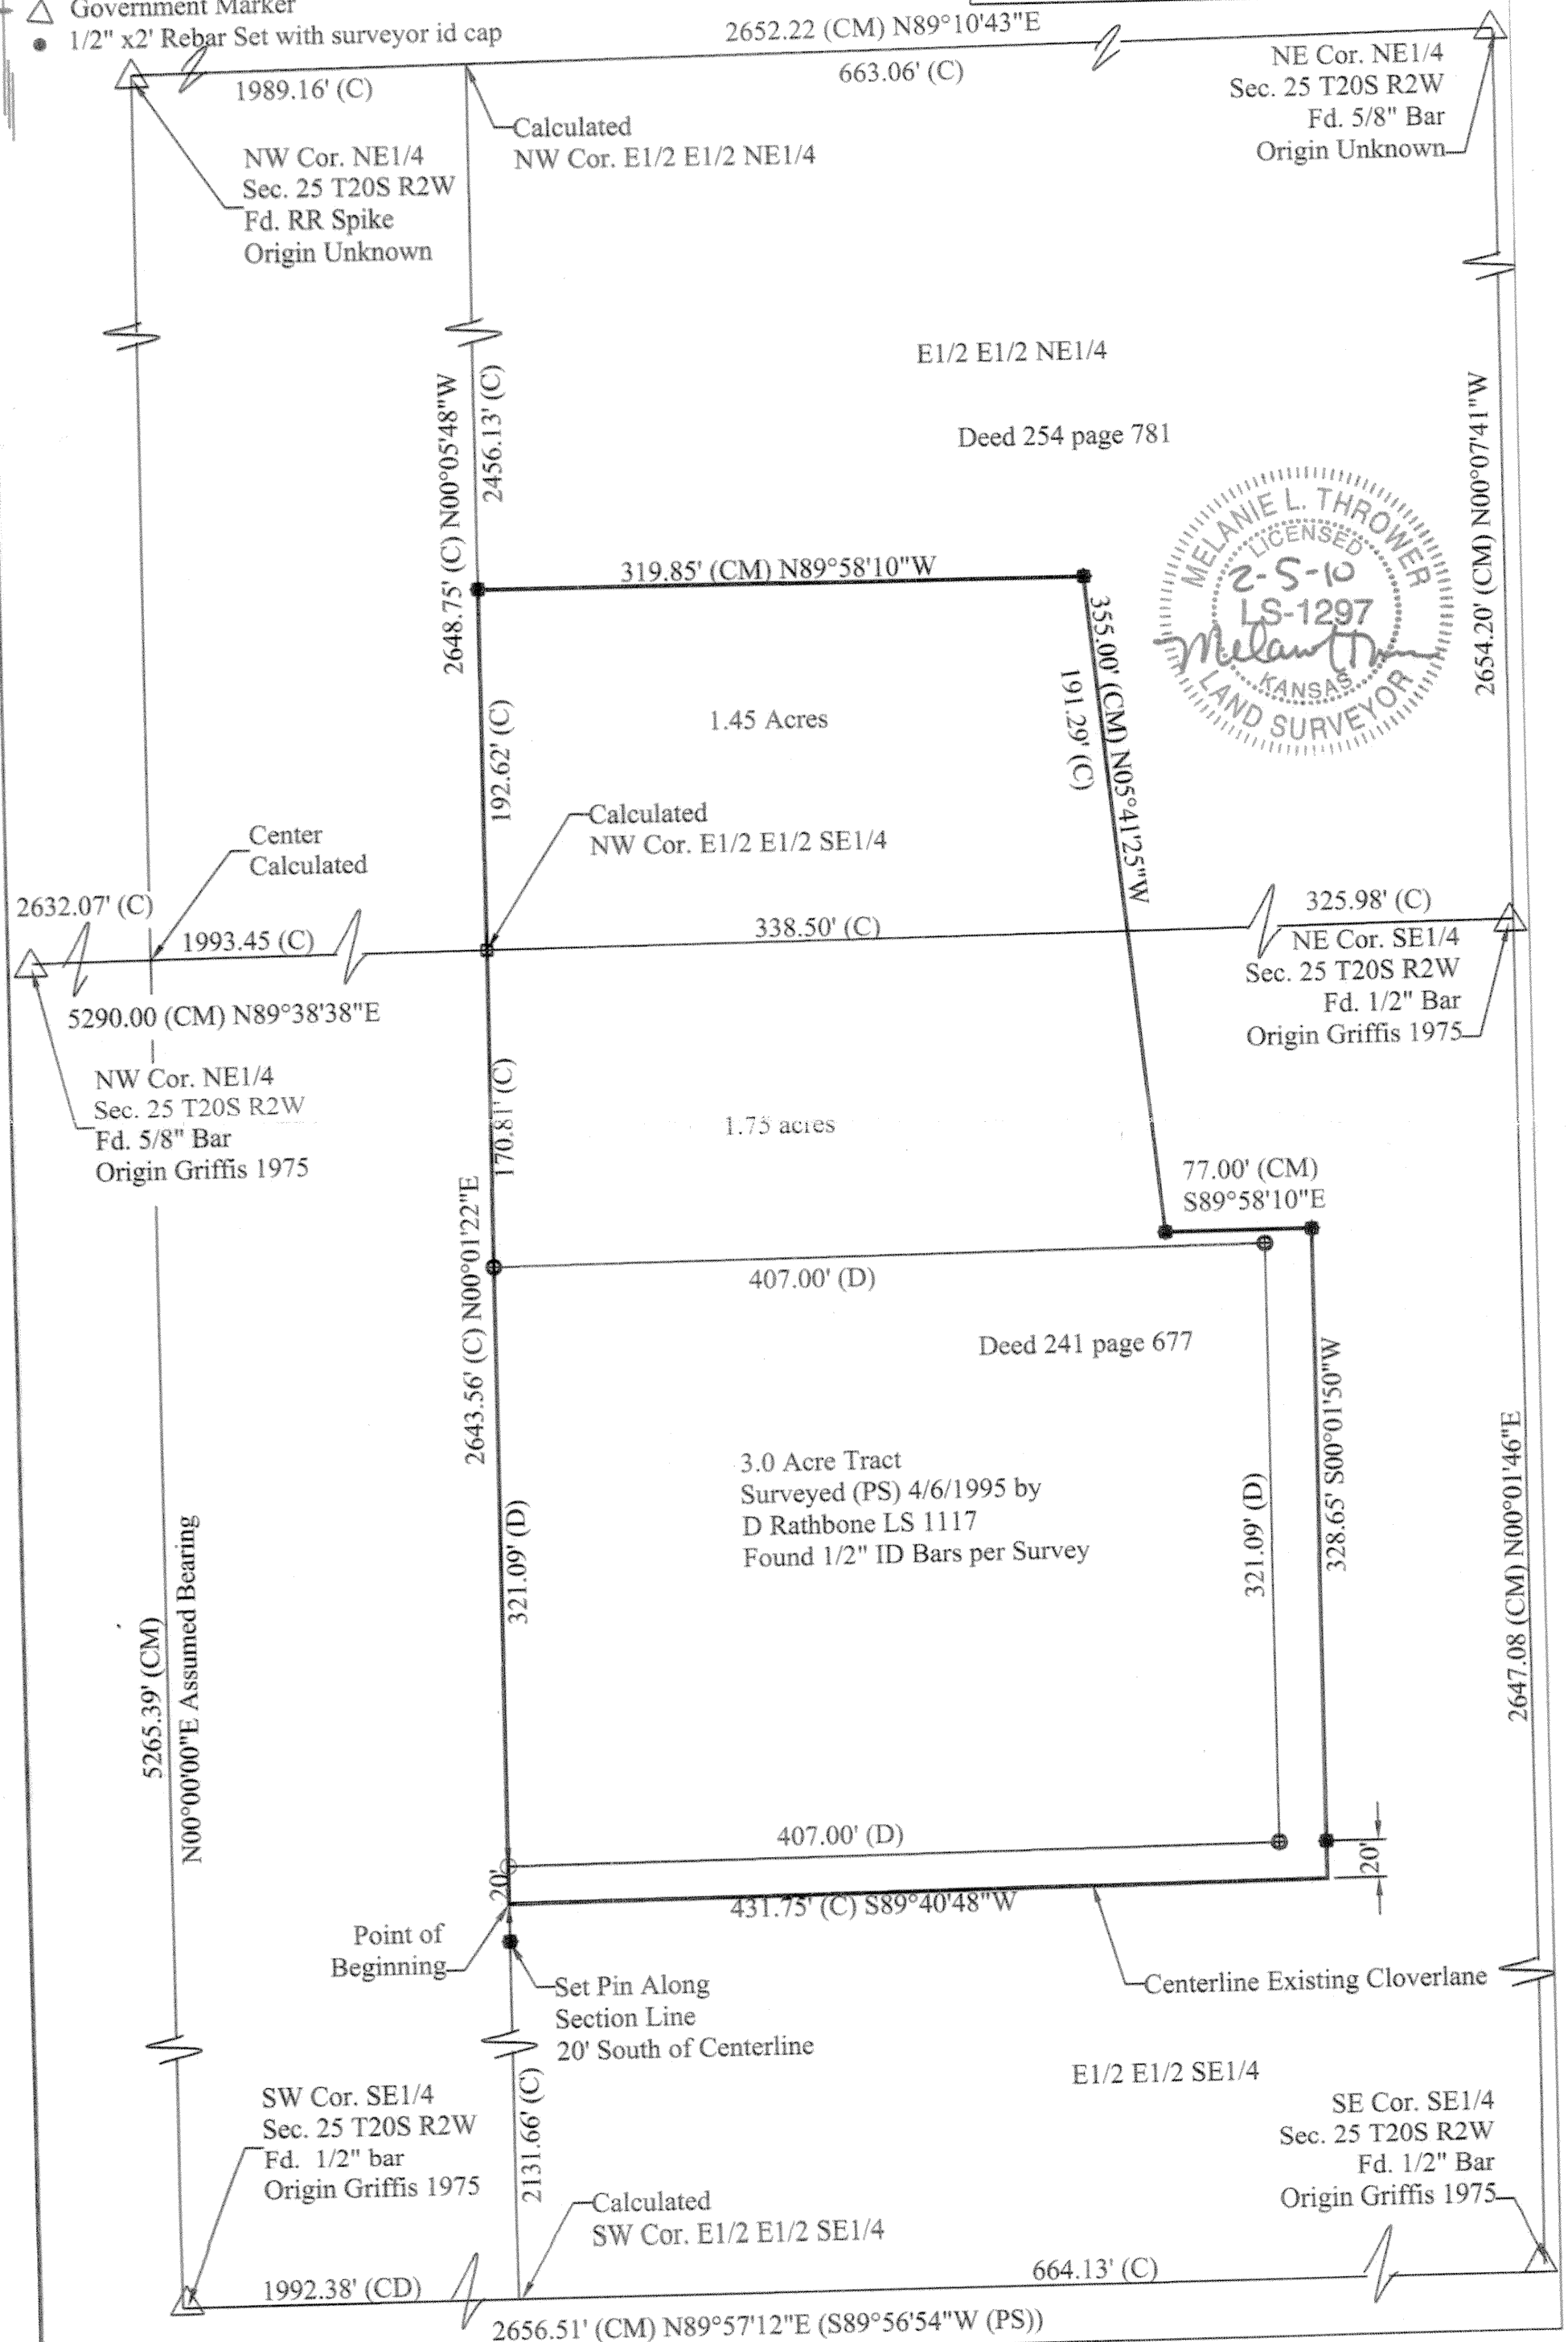 Government Marker
1/2" x2' Rebar Set with surveyor id cap
2652.22 (CM) N89°10'43"E
1989.16' (C)
663.06' (C)
Calculated
NW Cor. E1/2 E1/2 NE1/4
NW Cor. NE1/4
Sec. 25 T20S R2W
Fd. RR Spike
Origin Unknown
NE Cor. NE1/4
Sec. 25 T20S R2W
Fd. 5/8" Bar
Origin Unknown
E1/2 E1/2 NE1/4
Deed 254 page 781
2648.75' (C) N00°05'48"W
2456.13' (C)
2654.20' (CM) N00°07'41"W
MELANIE L. THROWER
LICENSED
2-5-10
LS-1297
KANSAS
LAND SURVEYOR
319.85' (CM) N89°58'10"W
355.00' (CM) N05°41'25"W
191.29' (C)
1.45 Acres
192.62' (C)
Calculated
NW Cor. E1/2 E1/2 SE1/4
Center
Calculated
2632.07' (C)
1993.45 (C)
338.50' (C)
325.98' (C)
5290.00 (CM) N89°38'38"E
NE Cor. SE1/4
Sec. 25 T20S R2W
Fd. 1/2" Bar
Origin Griffis 1975
NW Cor. NE1/4
Sec. 25 T20S R2W
Fd. 5/8" Bar
Origin Griffis 1975
170.81' (C)
1.75 acres
77.00' (CM)
S89°58'10"E
2643.56' (C) N00°01'22"E
407.00' (D)
Deed 241 page 677
3.0 Acre Tract
Surveyed (PS) 4/6/1995 by
D Rathbone LS 1117
Found 1/2" ID Bars per Survey
321.09' (D)
321.09' (D)
328.65' S00°01'50"W
2647.08 (CM) N00°01'46"E
5265.39' (CM)
N00°00'00"E Assumed Bearing
407.00' (D)
20'
20'
431.75' (C) S89°40'48"W
Point of
Beginning
Set Pin Along
Section Line
20' South of Centerline
Centerline Existing Cloverlane
E1/2 E1/2 SE1/4
2131.66' (C)
SW Cor. SE1/4
Sec. 25 T20S R2W
Fd. 1/2" bar
Origin Griffis 1975
SE Cor. SE1/4
Sec. 25 T20S R2W
Fd. 1/2" Bar
Origin Griffis 1975
Calculated
SW Cor. E1/2 E1/2 SE1/4
1992.38' (CD)
664.13' (C)
2656.51' (CM) N89°57'12"E (S89°56'54"W (PS))